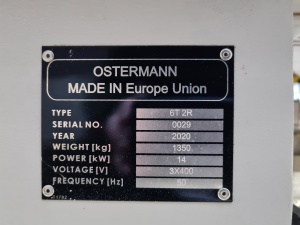 OSTERMANN
MADE IN Europe Union
TYPE 6T 2R
SERIAL NO. 0029
YEAR 2020
WEIGHT [kg] 1350
POWER [kW] 14
VOLTAGE [V] 3X400
FREQUENCY [Hz] 50